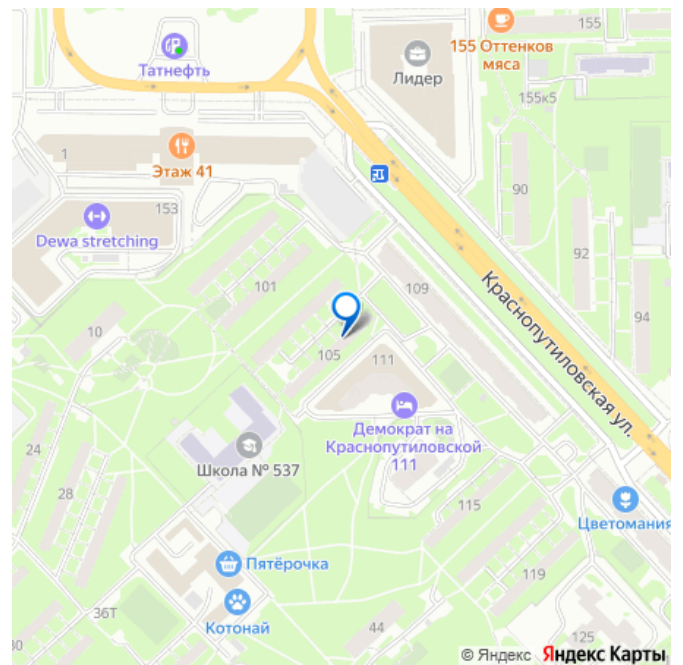 155
155 Оттенков
мяса
Татнефть
Лидер
155к5
1
Этаж 41
90
153
Dewa stretching
92
101
109
Краснопутиловская ул.
94
10
105
111
Демократ на
Краснопутиловской
111
24
Школа № 537
28
115
Цветомания
Пятёрочка
119
36Т
Котонай
44
125
30
© Яндекс Яндекс Карты